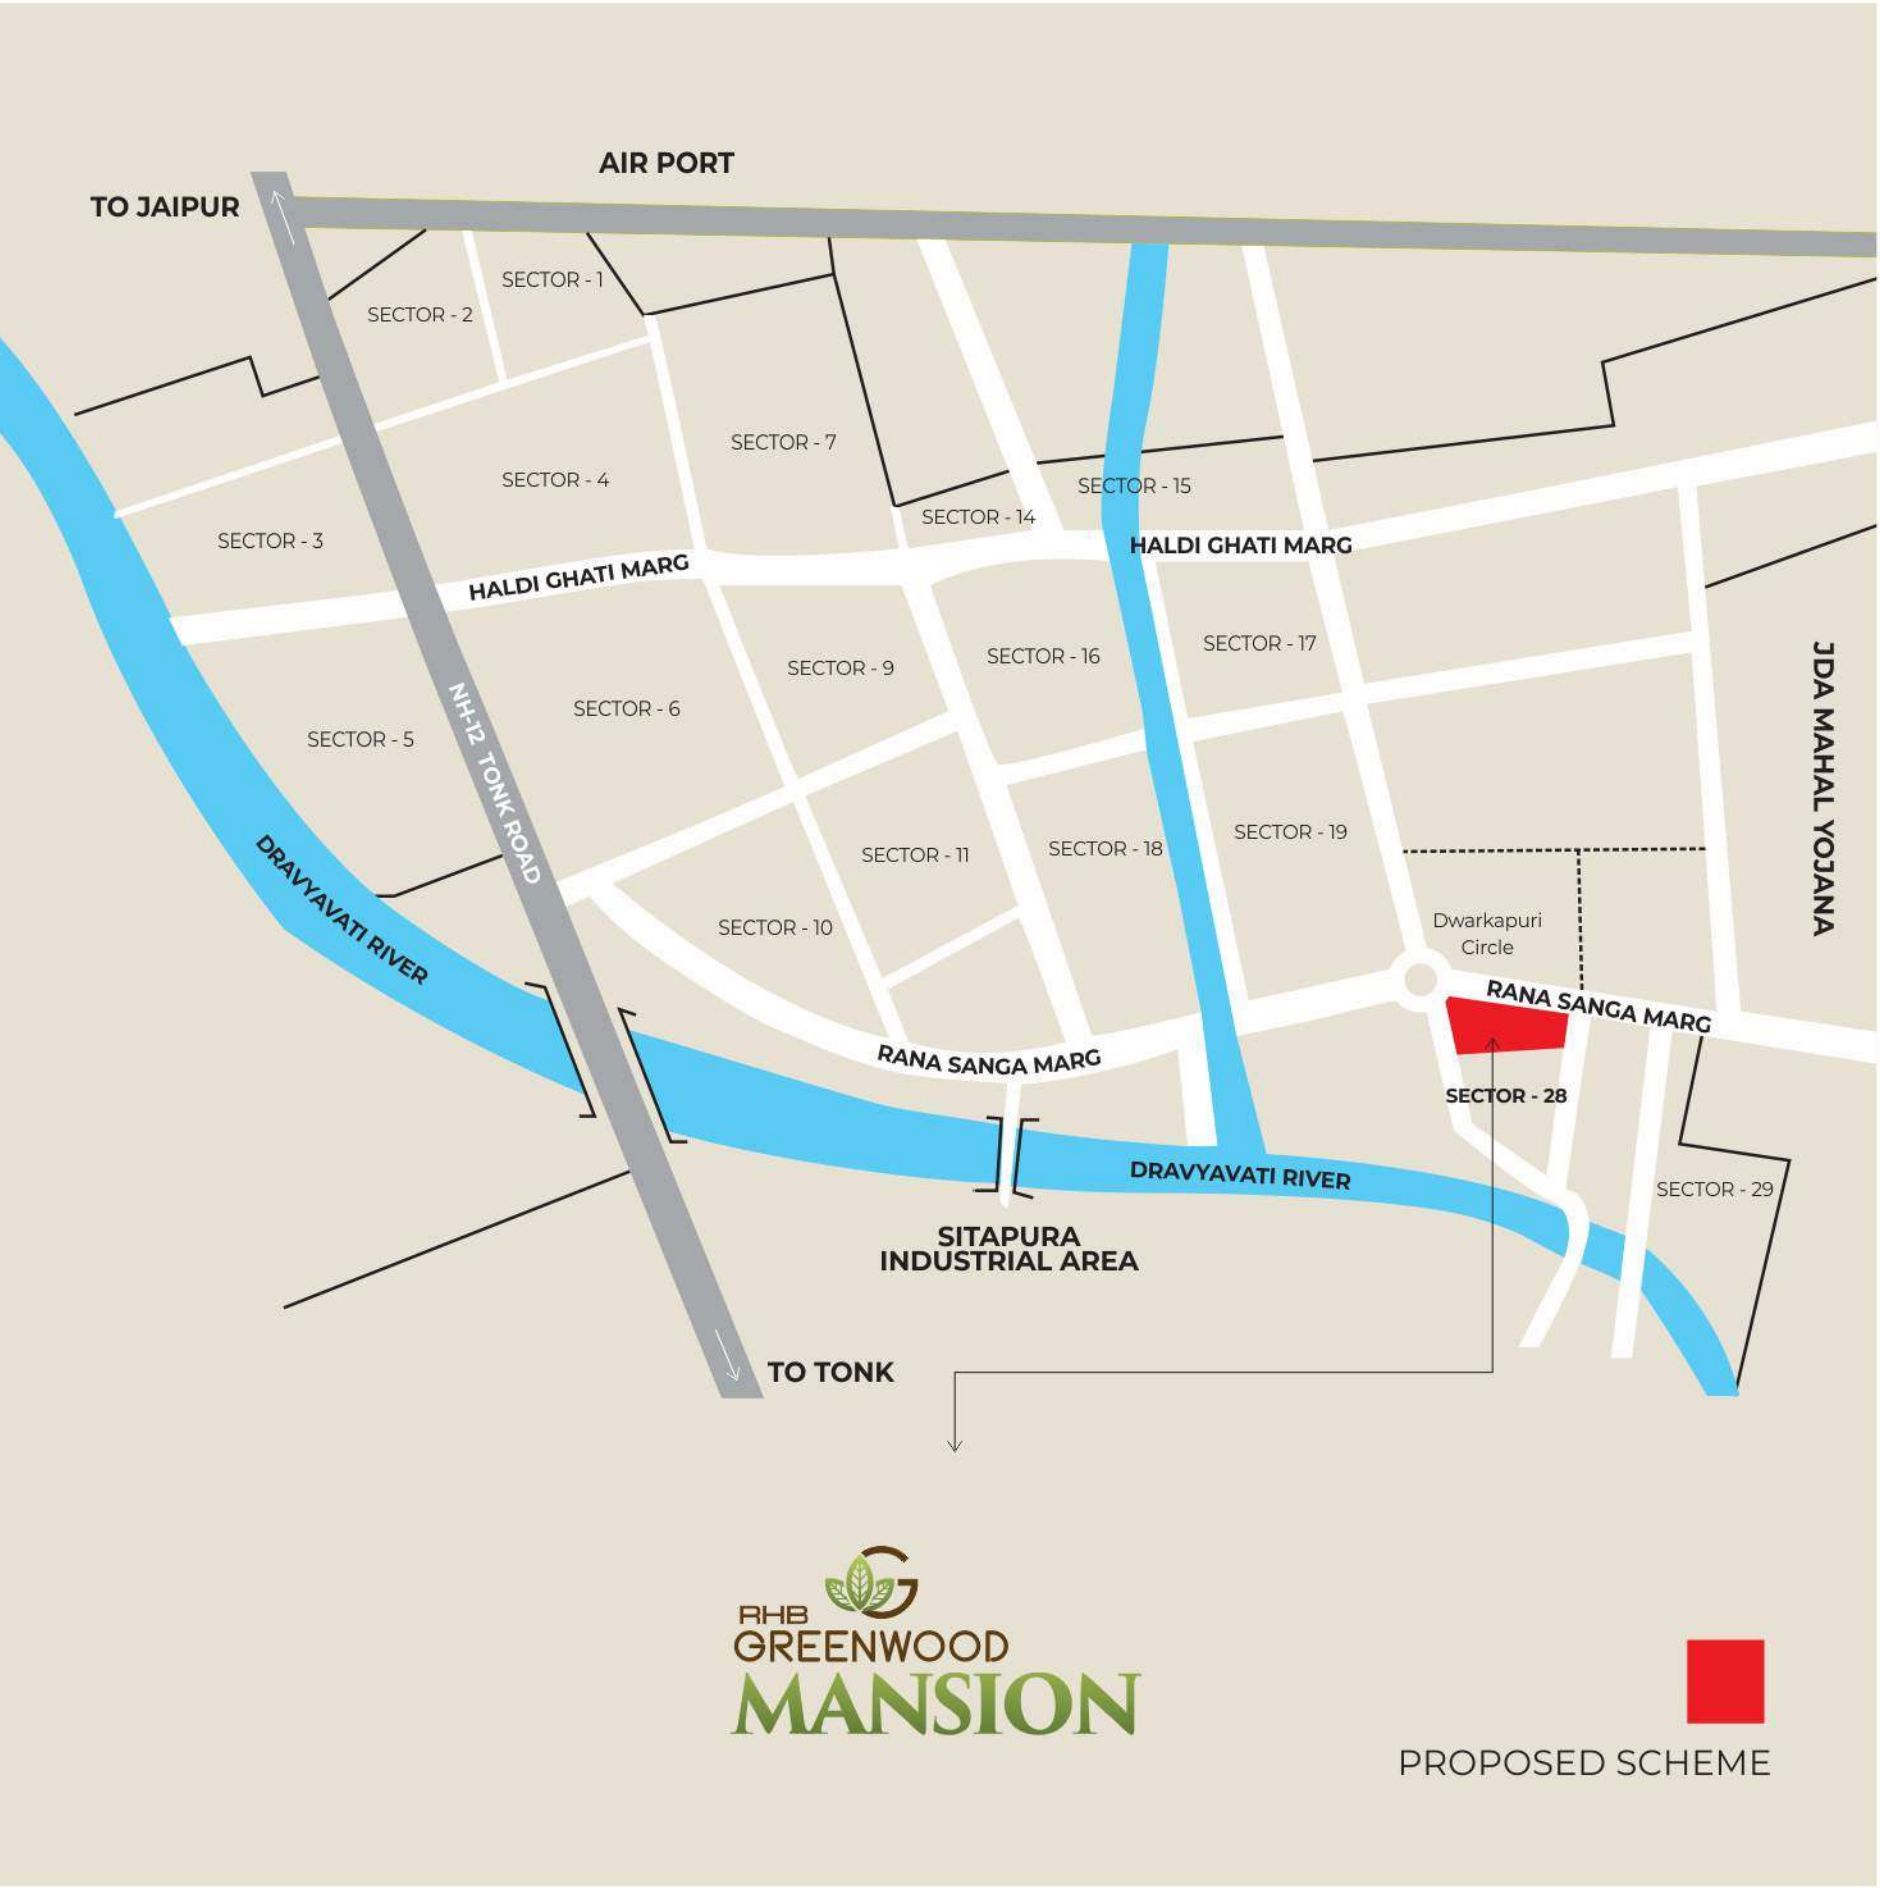 AIR PORT
TO JAIPUR
SECTOR - 1
SECTOR - 2
SECTOR - 7
SECTOR - 4
SECTOR - 15
SECTOR - 14
SECTOR - 3
HALDI GHATI MARG
HALDI GHATI MARG
SECTOR - 17
SECTOR - 16
SECTOR - 9
SECTOR - 6
SECTOR - 5
NH-12 TONK ROAD
JDA MAHAL YOJANA
SECTOR - 19
SECTOR - 18
SECTOR - 11
DRAVYAVATI RIVER
SECTOR - 10
Dwarkapuri
Circle
RANA SANGA MARG
RANA SANGA MARG
SECTOR - 28
DRAVYAVATI RIVER
SECTOR - 29
SITAPURA
INDUSTRIAL AREA
TO TONK
RHB
GREENWOOD
MANSION
PROPOSED SCHEME